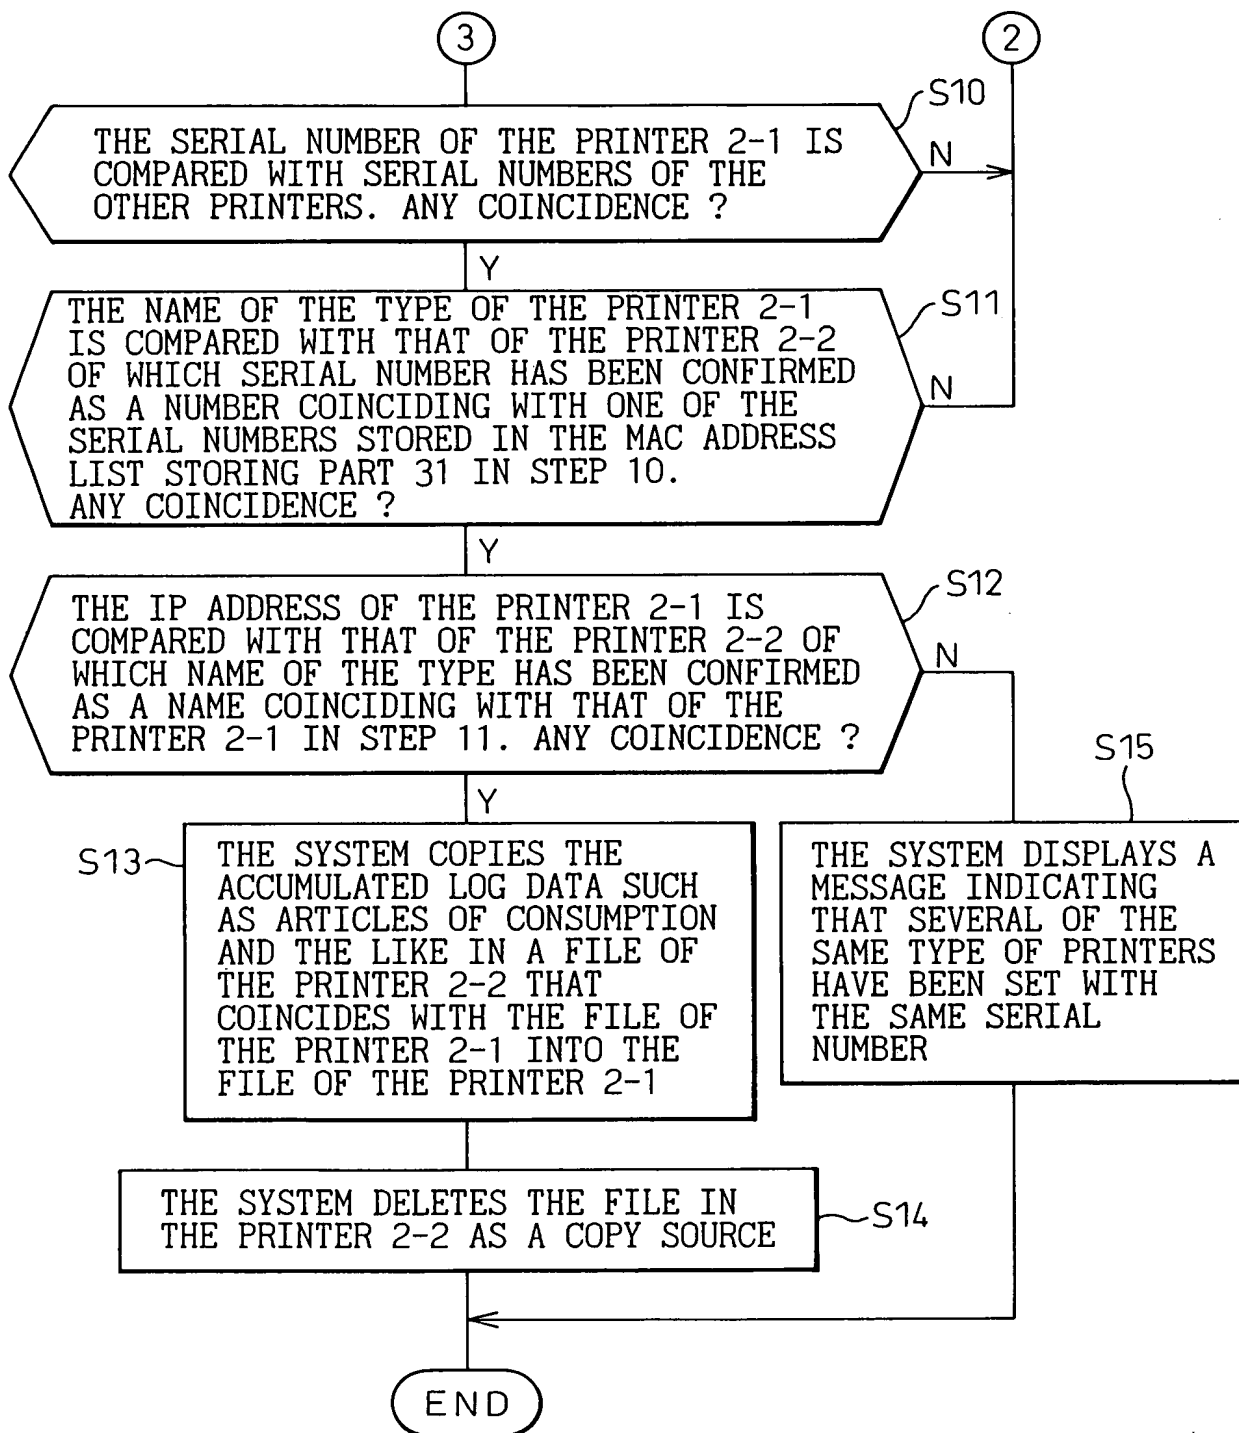 3
2
S10
THE SERIAL NUMBER OF THE PRINTER 2-1 IS
COMPARED WITH SERIAL NUMBERS OF THE
OTHER PRINTERS. ANY COINCIDENCE ?
N
Y
S11
THE NAME OF THE TYPE OF THE PRINTER 2-1
IS COMPARED WITH THAT OF THE PRINTER 2-2
OF WHICH SERIAL NUMBER HAS BEEN CONFIRMED
AS A NUMBER COINCIDING WITH ONE OF THE
SERIAL NUMBERS STORED IN THE MAC ADDRESS
LIST STORING PART 31 IN STEP 10.
ANY COINCIDENCE ?
N
Y
S12
THE IP ADDRESS OF THE PRINTER 2-1 IS
COMPARED WITH THAT OF THE PRINTER 2-2 OF
WHICH NAME OF THE TYPE HAS BEEN CONFIRMED
AS A NAME COINCIDING WITH THAT OF THE
PRINTER 2-1 IN STEP 11. ANY COINCIDENCE ?
N
Y
S13
THE SYSTEM COPIES THE
ACCUMULATED LOG DATA SUCH
AS ARTICLES OF CONSUMPTION
AND THE LIKE IN A FILE OF
THE PRINTER 2-2 THAT
COINCIDES WITH THE FILE OF
THE PRINTER 2-1 INTO THE
FILE OF THE PRINTER 2-1
S15
THE SYSTEM DISPLAYS A
MESSAGE INDICATING
THAT SEVERAL OF THE
SAME TYPE OF PRINTERS
HAVE BEEN SET WITH
THE SAME SERIAL
NUMBER
THE SYSTEM DELETES THE FILE IN
THE PRINTER 2-2 AS A COPY SOURCE
S14
END